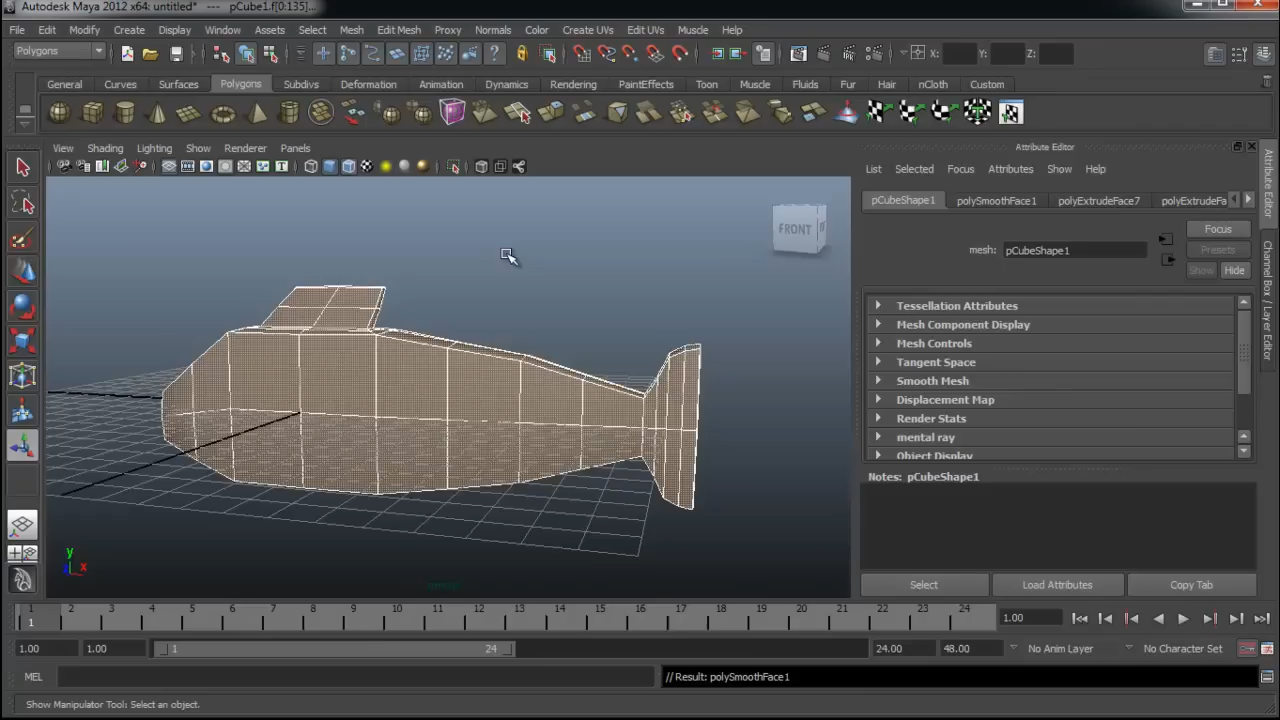 Autodesk Maya 2012 x64: untitled* --- pCube1.f[0:135]...
File Edit Modify Create Display Window Assets Select Mesh Edit Mesh Proxy Normals Color Create UVs Edit UVs Muscle Help
Polygons X: Y: Z:
General Curves Surfaces Polygons Subdivs Deformation Animation Dynamics Rendering PaintEffects Toon Muscle Fluids Fur Hair nCloth Custom
View Shading Lighting Show Renderer Panels
Attribute Editor
List Selected Focus Attributes Show Help
pCubeShape1 polySmoothFace1 polyExtrudeFace7 polyExtrudeFa
Focus
mesh: pCubeShape1
Presets
Show Hide
Tessellation Attributes
Mesh Component Display
Mesh Controls
Tangent Space
Smooth Mesh
Displacement Map
Render Stats
mental ray
Object Display
Notes: pCubeShape1
Select Load Attributes Copy Tab
Attribute Editor
Channel Box / Layer Editor
FRONT
y
x
1 2 3 4 5 6 7 8 9 10 11 12 13 14 15 16 17 18 19 20 21 22 23 24
1
1.00
1.00 1.00 1 24 24.00 48.00 No Anim Layer No Character Set
MEL // Result: polySmoothFace1
Show Manipulator Tool: Select an object.